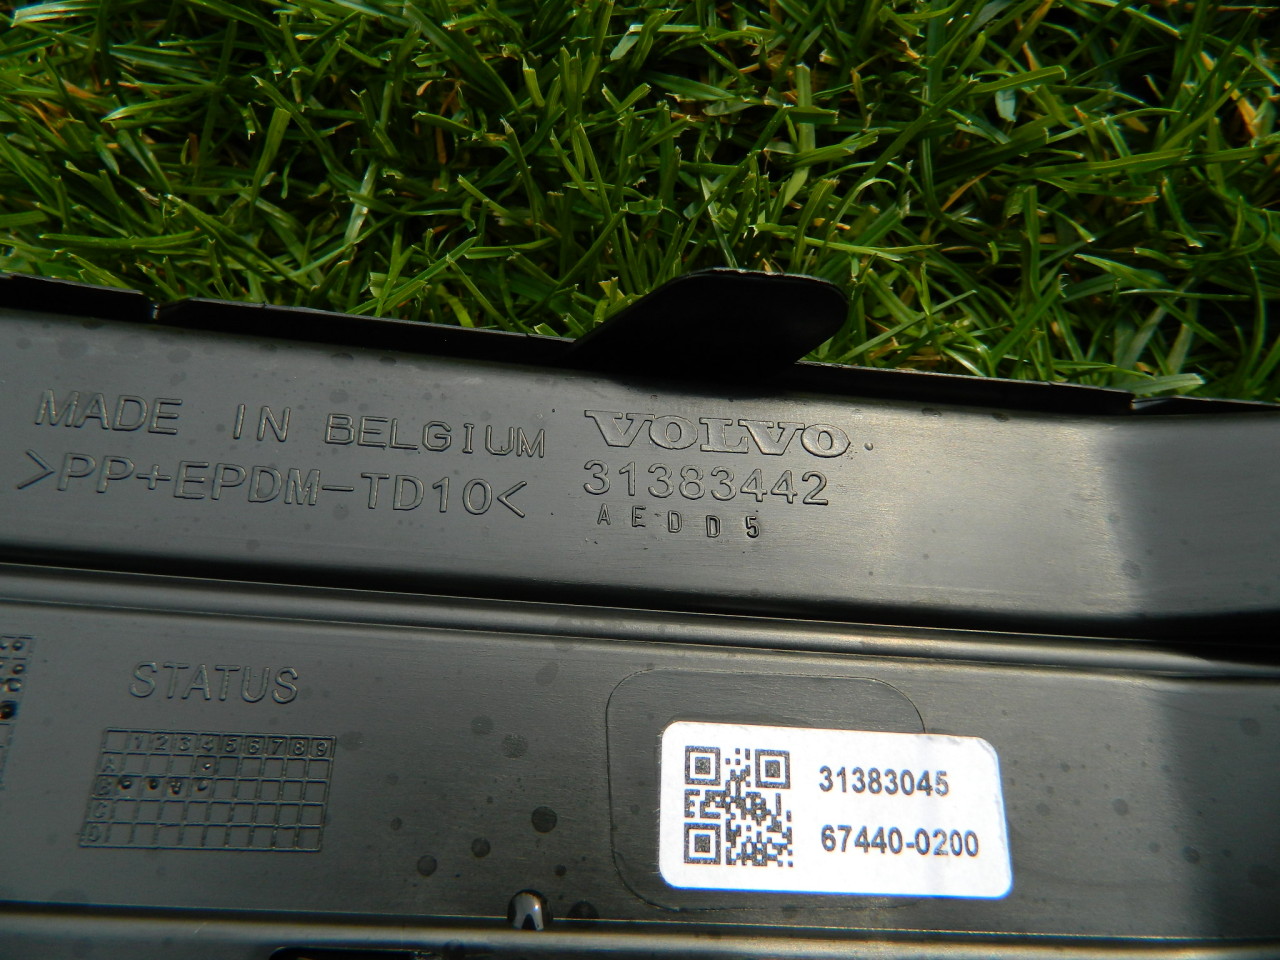 MADE IN BELGIUM
>PP+EPDM-TD10<
VOLVO
31383442
AEDD5
STATUS
1 2 3 4 5 6 7 8 9
A
B
C
D
31383045
67440-0200